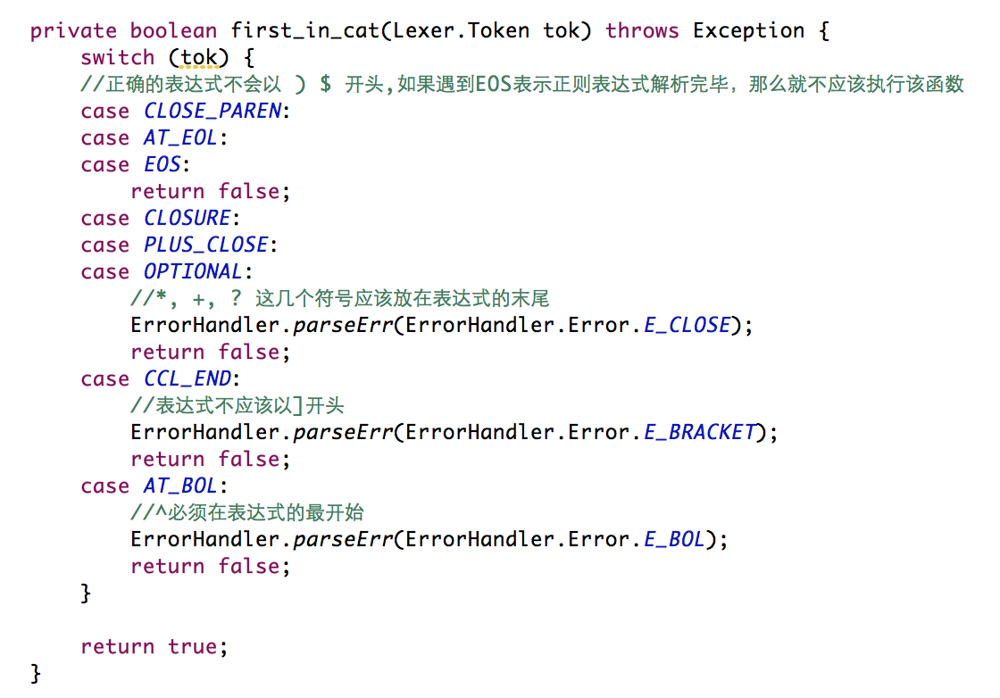 private boolean first_in_cat(Lexer.Token tok) throws Exception {
switch (tok) {
//正确的表达式不会以 ) $ 开头,如果遇到EOS表示正则表达式解析完毕，那么就不应该执行该函数
case CLOSE_PAREN:
case AT_EOL:
case EOS:
return false;
case CLOSURE:
case PLUS_CLOSE:
case OPTIONAL:
//*, +, ? 这几个符号应该放在表达式的末尾
ErrorHandler.parseErr(ErrorHandler.Error.E_CLOSE);
return false;
case CCL_END:
//表达式不应该以]开头
ErrorHandler.parseErr(ErrorHandler.Error.E_BRACKET);
return false;
case AT_BOL:
//^必须在表达式的最开始
ErrorHandler.parseErr(ErrorHandler.Error.E_BOL);
return false;
}
return true;
}